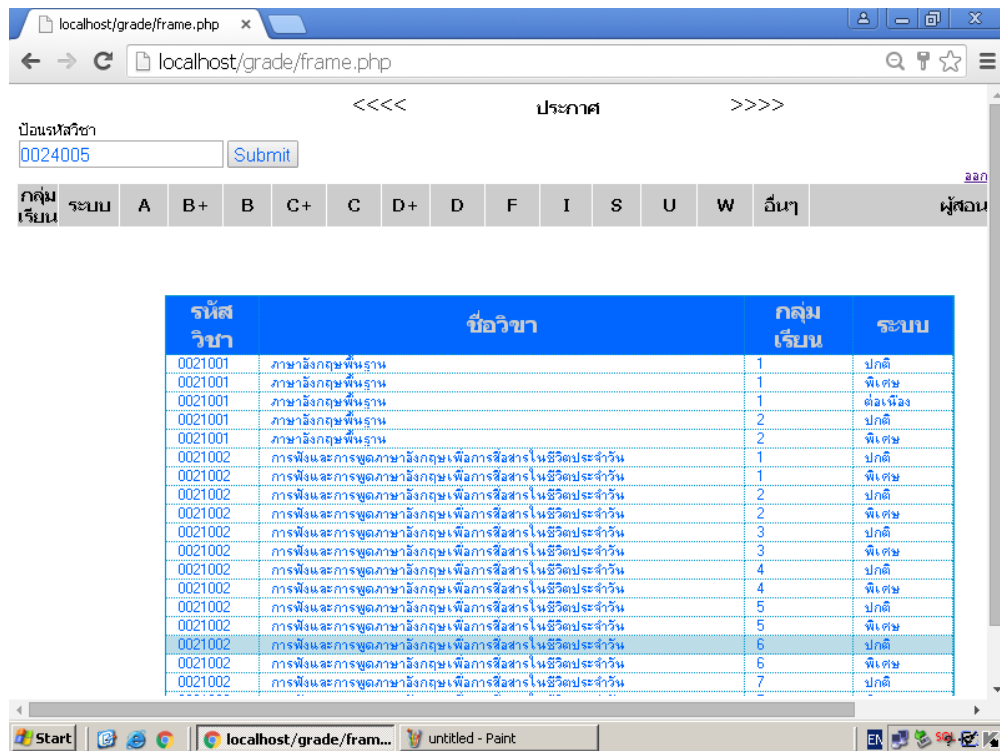 localhost/grade/frame.php
localhost/grade/frame.php
<<<< ประกาศ >>>>
ป้อนรหัสวิชา
0024005 Submit
ออก
กลุ่มเรียน ระบบ A B+ B C+ C D+ D F I S U W อื่นๆ ผู้สอน
รหัสวิชา ชื่อวิขา กลุ่มเรียน ระบบ
0021001 ภาษาอังกฤษพื้นฐาน 1 ปกติ
0021001 ภาษาอังกฤษพื้นฐาน 1 พิเศษ
0021001 ภาษาอังกฤษพื้นฐาน 1 ต่อเนื่อง
0021001 ภาษาอังกฤษพื้นฐาน 2 ปกติ
0021001 ภาษาอังกฤษพื้นฐาน 2 พิเศษ
0021002 การฟังและการพูดภาษาอังกฤษเพื่อการสื่อสารในชีวิตประจำวัน 1 ปกติ
0021002 การฟังและการพูดภาษาอังกฤษเพื่อการสื่อสารในชีวิตประจำวัน 1 พิเศษ
0021002 การฟังและการพูดภาษาอังกฤษเพื่อการสื่อสารในชีวิตประจำวัน 2 ปกติ
0021002 การฟังและการพูดภาษาอังกฤษเพื่อการสื่อสารในชีวิตประจำวัน 2 พิเศษ
0021002 การฟังและการพูดภาษาอังกฤษเพื่อการสื่อสารในชีวิตประจำวัน 3 ปกติ
0021002 การฟังและการพูดภาษาอังกฤษเพื่อการสื่อสารในชีวิตประจำวัน 3 พิเศษ
0021002 การฟังและการพูดภาษาอังกฤษเพื่อการสื่อสารในชีวิตประจำวัน 4 ปกติ
0021002 การฟังและการพูดภาษาอังกฤษเพื่อการสื่อสารในชีวิตประจำวัน 4 พิเศษ
0021002 การฟังและการพูดภาษาอังกฤษเพื่อการสื่อสารในชีวิตประจำวัน 5 ปกติ
0021002 การฟังและการพูดภาษาอังกฤษเพื่อการสื่อสารในชีวิตประจำวัน 5 พิเศษ
0021002 การฟังและการพูดภาษาอังกฤษเพื่อการสื่อสารในชีวิตประจำวัน 6 ปกติ
0021002 การฟังและการพูดภาษาอังกฤษเพื่อการสื่อสารในชีวิตประจำวัน 6 พิเศษ
0021002 การฟังและการพูดภาษาอังกฤษเพื่อการสื่อสารในชีวิตประจำวัน 7 ปกติ
Start localhost/grade/fram... untitled - Paint EN